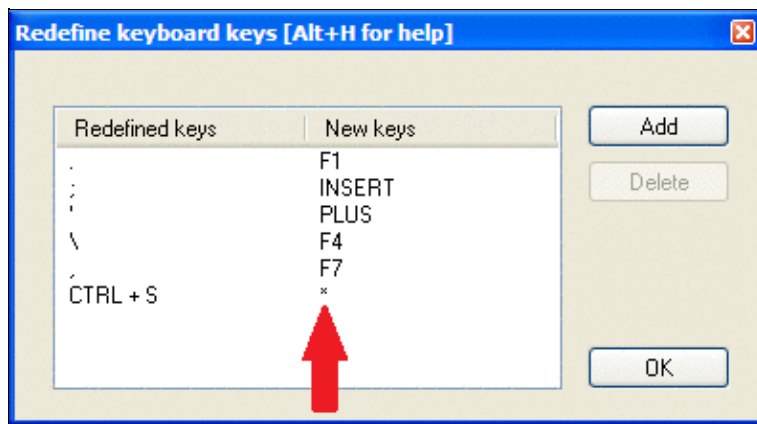 Redefine keyboard keys [Alt+H for help]
Redefined keys New keys Add
. F1
; INSERT Delete
' PLUS
\ F4
, F7
CTRL + S *
OK